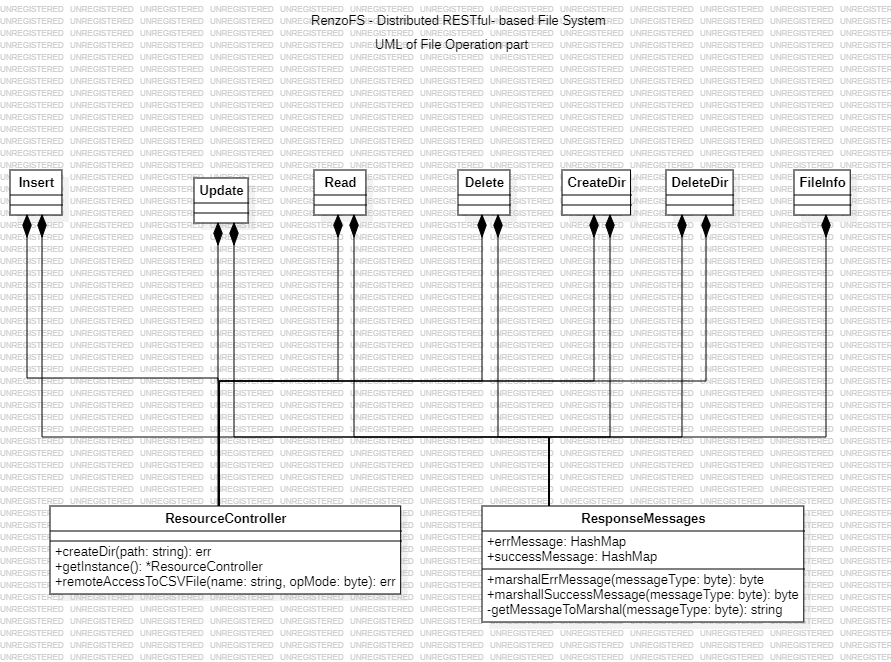 RenzoFS - Distributed RESTful- based File System
UML of File Operation part
Insert
Update
Read
Delete
CreateDir
DeleteDir
FileInfo
ResourceController
+createDir(path: string): err
+getInstance(): *ResourceController
+remoteAccessToCSVFile(name: string, opMode: byte): err
ResponseMessages
+errMessage: HashMap
+successMessage: HashMap
+marshalErrMessage(messageType: byte): byte
+marshallSuccessMessage(messageType: byte): byte
-getMessageToMarshal(messageType: byte): string
UNREGISTERED